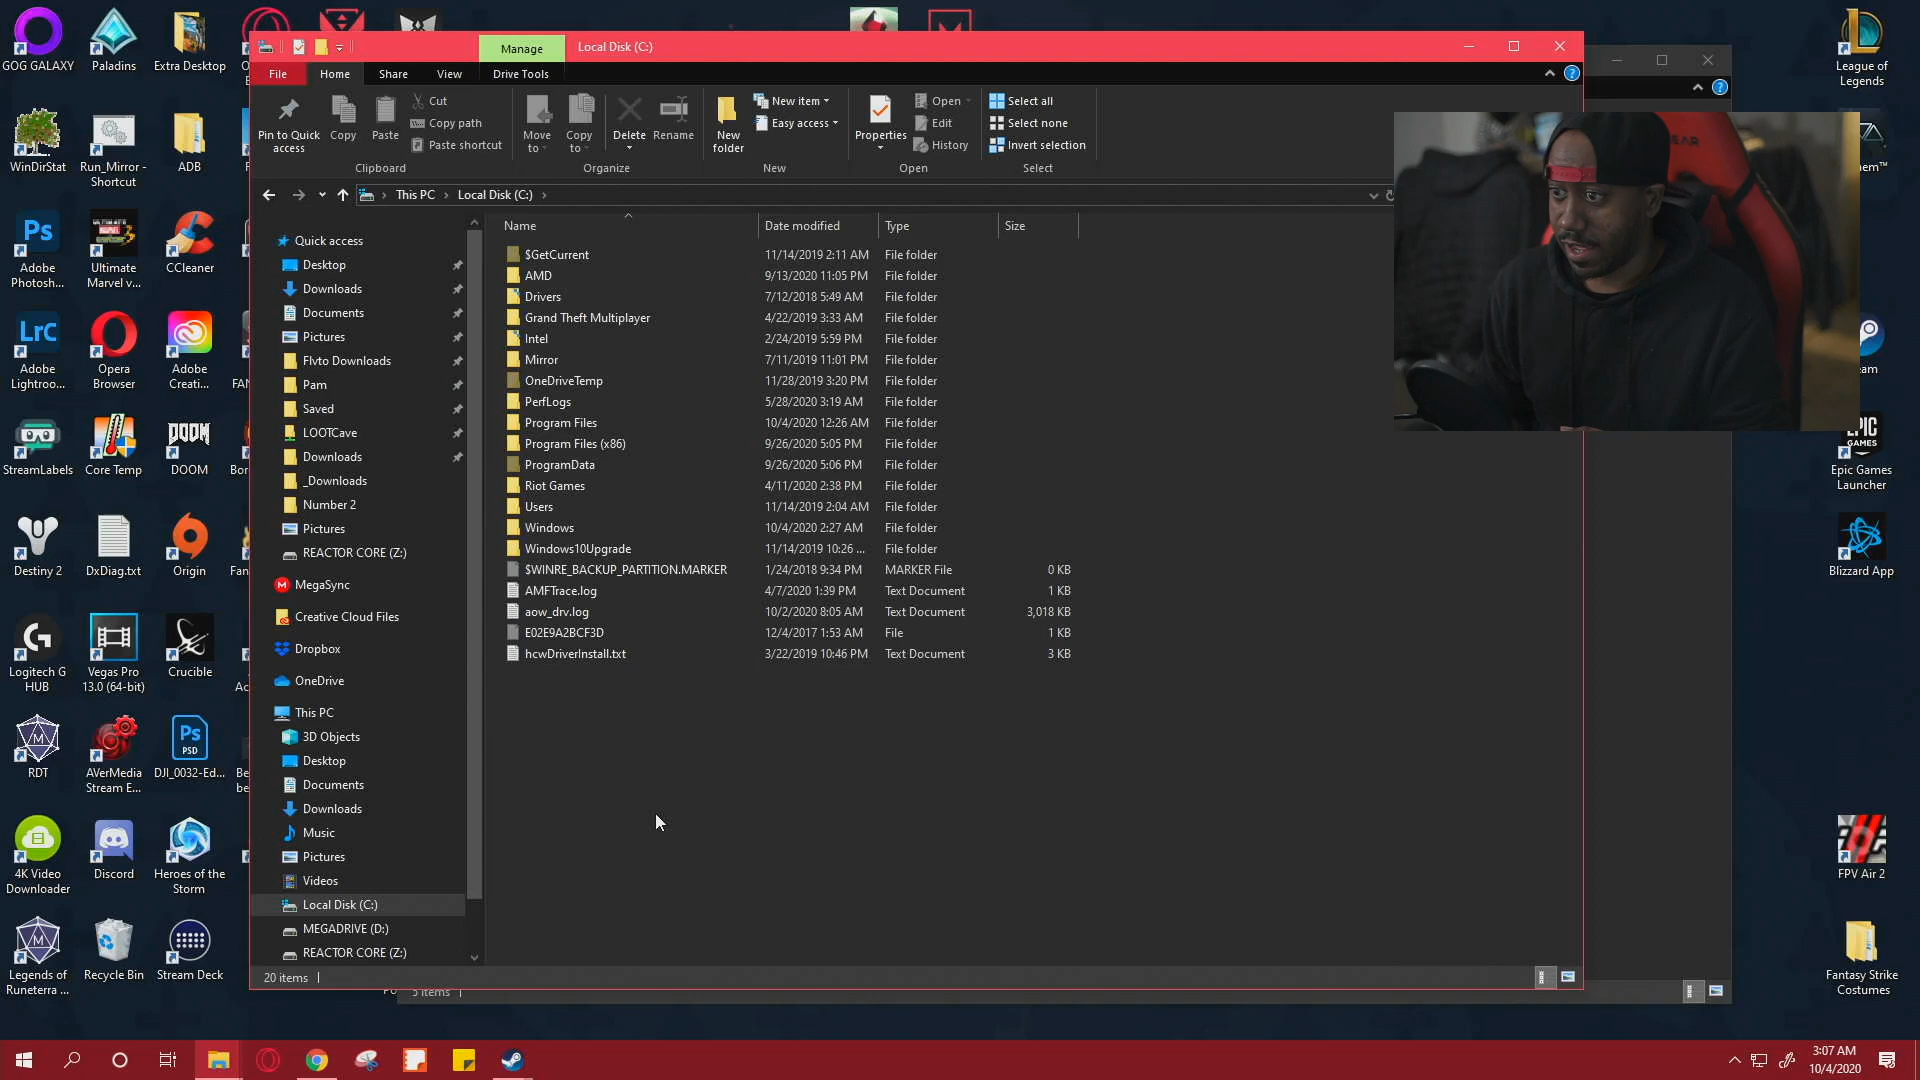 GOG GALAXY
Paladins
Extra Desktop
WinDirStat
Run_Mirror -
Shortcut
ADB
Ps
Adobe
Photosh...
Ultimate
Marvel v...
CCleaner
LrC
Adobe
Lightroo...
Opera
Browser
Adobe
Creati...
FAN
StreamLabels
Core Temp
DOOM
DOOM
Bor
Destiny 2
DxDiag.txt
Origin
Fan
Logitech G
HUB
Vegas Pro
13.0 (64-bit)
Crucible
Ac
RDT
AVerMedia
Stream E...
Ps
PSD
DJI_0032-Ed...
Be
be
4K Video
Downloader
Discord
Heroes of the
Storm
Legends of
Runeterra ...
Recycle Bin
Stream Deck
Manage
Local Disk (C:)
File
Home
Share
View
Drive Tools
Pin to Quick
access
Copy
Paste
Cut
Copy path
Paste shortcut
Clipboard
Move
to
Copy
to
Delete
Rename
Organize
New
folder
New item
Easy access
New
Properties
Open
Edit
History
Open
Select all
Select none
Invert selection
Select
This PC
Local Disk (C:)
Quick access
Desktop
Downloads
Documents
Pictures
Flvto Downloads
Pam
Saved
LOOTCave
Downloads
_Downloads
Number 2
Pictures
REACTOR CORE (Z:)
MegaSync
Creative Cloud Files
Dropbox
OneDrive
This PC
3D Objects
Desktop
Documents
Downloads
Music
Pictures
Videos
Local Disk (C:)
MEGADRIVE (D:)
REACTOR CORE (Z:)
Name Date modified Type Size
$GetCurrent 11/14/2019 2:11 AM File folder
AMD 9/13/2020 11:05 PM File folder
Drivers 7/12/2018 5:49 AM File folder
Grand Theft Multiplayer 4/22/2019 3:33 AM File folder
Intel 2/24/2019 5:59 PM File folder
Mirror 7/11/2019 11:01 PM File folder
OneDriveTemp 11/28/2019 3:20 PM File folder
PerfLogs 5/28/2020 3:19 AM File folder
Program Files 10/4/2020 12:26 AM File folder
Program Files (x86) 9/26/2020 5:05 PM File folder
ProgramData 9/26/2020 5:06 PM File folder
Riot Games 4/11/2020 2:38 PM File folder
Users 11/14/2019 2:04 AM File folder
Windows 10/4/2020 2:27 AM File folder
Windows10Upgrade 11/14/2019 10:26 ... File folder
$WINRE_BACKUP_PARTITION.MARKER 1/24/2018 9:34 PM MARKER File 0 KB
AMFTrace.log 4/7/2020 1:39 PM Text Document 1 KB
aow_drv.log 10/2/2020 8:05 AM Text Document 3,018 KB
E02E9A2BCF3D 12/4/2017 1:53 AM File 1 KB
hcwDriverInstall.txt 3/22/2019 10:46 PM Text Document 3 KB
20 items
5 items
League of
Legends
EPIC
GAMES
Epic Games
Launcher
Blizzard App
FPV Air 2
Fantasy Strike
Costumes
3:07 AM
10/4/2020